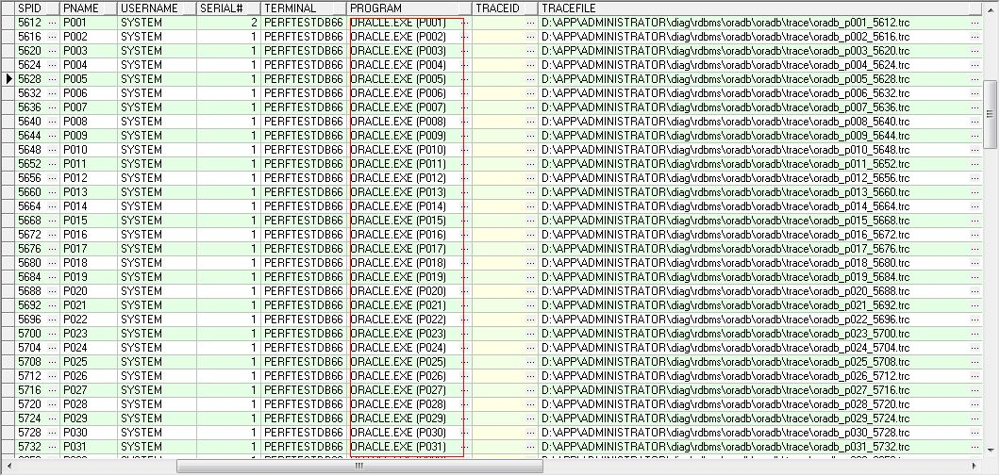 SPID PNAME USERNAME SERIAL# TERMINAL PROGRAM TRACEID TRACEFILE
5612 ... P001 SYSTEM 2 PERFTESTDB66 ORACLE.EXE (P001) ... ... D:\APP\ADMINISTRATOR\diag\rdbms\oradb\oradb\trace\oradb_p001_5612.trc ...
5616 ... P002 SYSTEM 1 PERFTESTDB66 ORACLE.EXE (P002) ... ... D:\APP\ADMINISTRATOR\diag\rdbms\oradb\oradb\trace\oradb_p002_5616.trc ...
5620 ... P003 SYSTEM 1 PERFTESTDB66 ORACLE.EXE (P003) ... ... D:\APP\ADMINISTRATOR\diag\rdbms\oradb\oradb\trace\oradb_p003_5620.trc ...
5624 ... P004 SYSTEM 1 PERFTESTDB66 ORACLE.EXE (P004) ... ... D:\APP\ADMINISTRATOR\diag\rdbms\oradb\oradb\trace\oradb_p004_5624.trc ...
5628 ... P005 SYSTEM 1 PERFTESTDB66 ORACLE.EXE (P005) ... ... D:\APP\ADMINISTRATOR\diag\rdbms\oradb\oradb\trace\oradb_p005_5628.trc ...
5632 ... P006 SYSTEM 1 PERFTESTDB66 ORACLE.EXE (P006) ... ... D:\APP\ADMINISTRATOR\diag\rdbms\oradb\oradb\trace\oradb_p006_5632.trc ...
5636 ... P007 SYSTEM 1 PERFTESTDB66 ORACLE.EXE (P007) ... ... D:\APP\ADMINISTRATOR\diag\rdbms\oradb\oradb\trace\oradb_p007_5636.trc ...
5640 ... P008 SYSTEM 1 PERFTESTDB66 ORACLE.EXE (P008) ... ... D:\APP\ADMINISTRATOR\diag\rdbms\oradb\oradb\trace\oradb_p008_5640.trc ...
5644 ... P009 SYSTEM 1 PERFTESTDB66 ORACLE.EXE (P009) ... ... D:\APP\ADMINISTRATOR\diag\rdbms\oradb\oradb\trace\oradb_p009_5644.trc ...
5648 ... P010 SYSTEM 1 PERFTESTDB66 ORACLE.EXE (P010) ... ... D:\APP\ADMINISTRATOR\diag\rdbms\oradb\oradb\trace\oradb_p010_5648.trc ...
5652 ... P011 SYSTEM 1 PERFTESTDB66 ORACLE.EXE (P011) ... ... D:\APP\ADMINISTRATOR\diag\rdbms\oradb\oradb\trace\oradb_p011_5652.trc ...
5656 ... P012 SYSTEM 1 PERFTESTDB66 ORACLE.EXE (P012) ... ... D:\APP\ADMINISTRATOR\diag\rdbms\oradb\oradb\trace\oradb_p012_5656.trc ...
5660 ... P013 SYSTEM 1 PERFTESTDB66 ORACLE.EXE (P013) ... ... D:\APP\ADMINISTRATOR\diag\rdbms\oradb\oradb\trace\oradb_p013_5660.trc ...
5664 ... P014 SYSTEM 1 PERFTESTDB66 ORACLE.EXE (P014) ... ... D:\APP\ADMINISTRATOR\diag\rdbms\oradb\oradb\trace\oradb_p014_5664.trc ...
5668 ... P015 SYSTEM 1 PERFTESTDB66 ORACLE.EXE (P015) ... ... D:\APP\ADMINISTRATOR\diag\rdbms\oradb\oradb\trace\oradb_p015_5668.trc ...
5672 ... P016 SYSTEM 1 PERFTESTDB66 ORACLE.EXE (P016) ... ... D:\APP\ADMINISTRATOR\diag\rdbms\oradb\oradb\trace\oradb_p016_5672.trc ...
5676 ... P017 SYSTEM 1 PERFTESTDB66 ORACLE.EXE (P017) ... ... D:\APP\ADMINISTRATOR\diag\rdbms\oradb\oradb\trace\oradb_p017_5676.trc ...
5680 ... P018 SYSTEM 1 PERFTESTDB66 ORACLE.EXE (P018) ... ... D:\APP\ADMINISTRATOR\diag\rdbms\oradb\oradb\trace\oradb_p018_5680.trc ...
5684 ... P019 SYSTEM 1 PERFTESTDB66 ORACLE.EXE (P019) ... ... D:\APP\ADMINISTRATOR\diag\rdbms\oradb\oradb\trace\oradb_p019_5684.trc ...
5688 ... P020 SYSTEM 1 PERFTESTDB66 ORACLE.EXE (P020) ... ... D:\APP\ADMINISTRATOR\diag\rdbms\oradb\oradb\trace\oradb_p020_5688.trc ...
5692 ... P021 SYSTEM 1 PERFTESTDB66 ORACLE.EXE (P021) ... ... D:\APP\ADMINISTRATOR\diag\rdbms\oradb\oradb\trace\oradb_p021_5692.trc ...
5696 ... P022 SYSTEM 1 PERFTESTDB66 ORACLE.EXE (P022) ... ... D:\APP\ADMINISTRATOR\diag\rdbms\oradb\oradb\trace\oradb_p022_5696.trc ...
5700 ... P023 SYSTEM 1 PERFTESTDB66 ORACLE.EXE (P023) ... ... D:\APP\ADMINISTRATOR\diag\rdbms\oradb\oradb\trace\oradb_p023_5700.trc ...
5704 ... P024 SYSTEM 1 PERFTESTDB66 ORACLE.EXE (P024) ... ... D:\APP\ADMINISTRATOR\diag\rdbms\oradb\oradb\trace\oradb_p024_5704.trc ...
5708 ... P025 SYSTEM 1 PERFTESTDB66 ORACLE.EXE (P025) ... ... D:\APP\ADMINISTRATOR\diag\rdbms\oradb\oradb\trace\oradb_p025_5708.trc ...
5712 ... P026 SYSTEM 1 PERFTESTDB66 ORACLE.EXE (P026) ... ... D:\APP\ADMINISTRATOR\diag\rdbms\oradb\oradb\trace\oradb_p026_5712.trc ...
5716 ... P027 SYSTEM 1 PERFTESTDB66 ORACLE.EXE (P027) ... ... D:\APP\ADMINISTRATOR\diag\rdbms\oradb\oradb\trace\oradb_p027_5716.trc ...
5720 ... P028 SYSTEM 1 PERFTESTDB66 ORACLE.EXE (P028) ... ... D:\APP\ADMINISTRATOR\diag\rdbms\oradb\oradb\trace\oradb_p028_5720.trc ...
5724 ... P029 SYSTEM 1 PERFTESTDB66 ORACLE.EXE (P029) ... ... D:\APP\ADMINISTRATOR\diag\rdbms\oradb\oradb\trace\oradb_p029_5724.trc ...
5728 ... P030 SYSTEM 1 PERFTESTDB66 ORACLE.EXE (P030) ... ... D:\APP\ADMINISTRATOR\diag\rdbms\oradb\oradb\trace\oradb_p030_5728.trc ...
5732 ... P031 SYSTEM 1 PERFTESTDB66 ORACLE.EXE (P031) ... ... D:\APP\ADMINISTRATOR\diag\rdbms\oradb\oradb\trace\oradb_p031_5732.trc ...